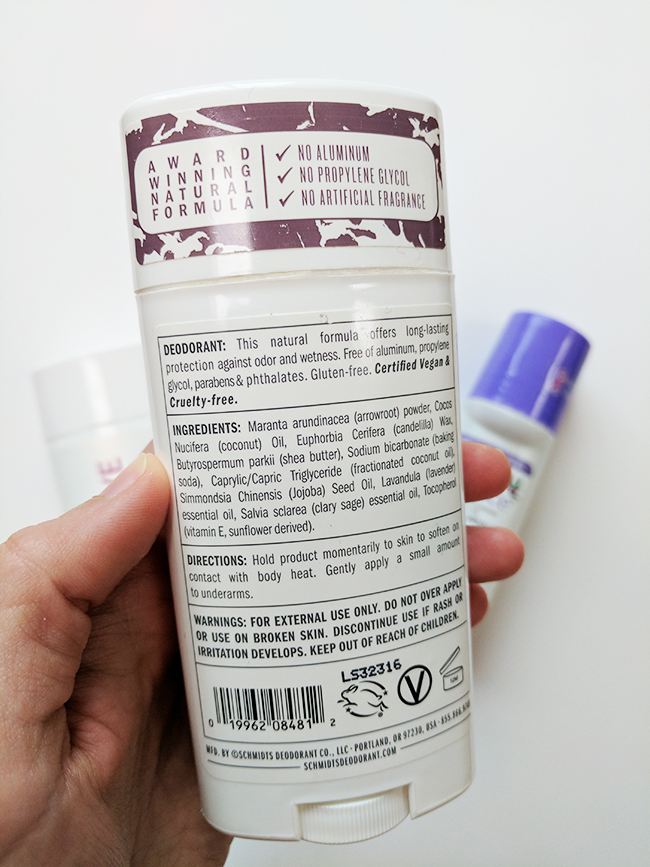 AWARD
WINNING
NATURAL
FORMULA
✓ NO ALUMINUM
✓ NO PROPYLENE GLYCOL
✓ NO ARTIFICIAL FRAGRANCE
DEODORANT: This natural formula offers long-lasting
protection against odor and wetness. Free of aluminum, propylene
glycol, parabens & phthalates. Gluten-free. Certified Vegan &
Cruelty-free.
INGREDIENTS: Maranta arundinacea (arrowroot) powder, Cocos
Nucifera (coconut) Oil, Euphorbia Cerifera (candelilla) Wax,
Butyrospermum parkii (shea butter), Sodium bicarbonate (baking
soda), Caprylic/Capric Triglyceride (fractionated coconut oil),
Simmondsia Chinensis (Jojoba) Seed Oil, Lavandula (lavender)
essential oil, Salvia sclarea (clary sage) essential oil, Tocopherol
(vitamin E, sunflower derived).
DIRECTIONS: Hold product momentarily to skin to soften on
contact with body heat. Gently apply a small amount
to underarms.
WARNINGS: FOR EXTERNAL USE ONLY. DO NOT OVER APPLY
OR USE ON BROKEN SKIN. DISCONTINUE USE IF RASH OR
IRRITATION DEVELOPS. KEEP OUT OF REACH OF CHILDREN.
LS32316
V
0 19962 08481 2
MFD. BY ©SCHMIDTS DEODORANT CO., LLC · PORTLAND, OR 97230, USA · 855.866.
SCHMIDTSDEODORANT.COM